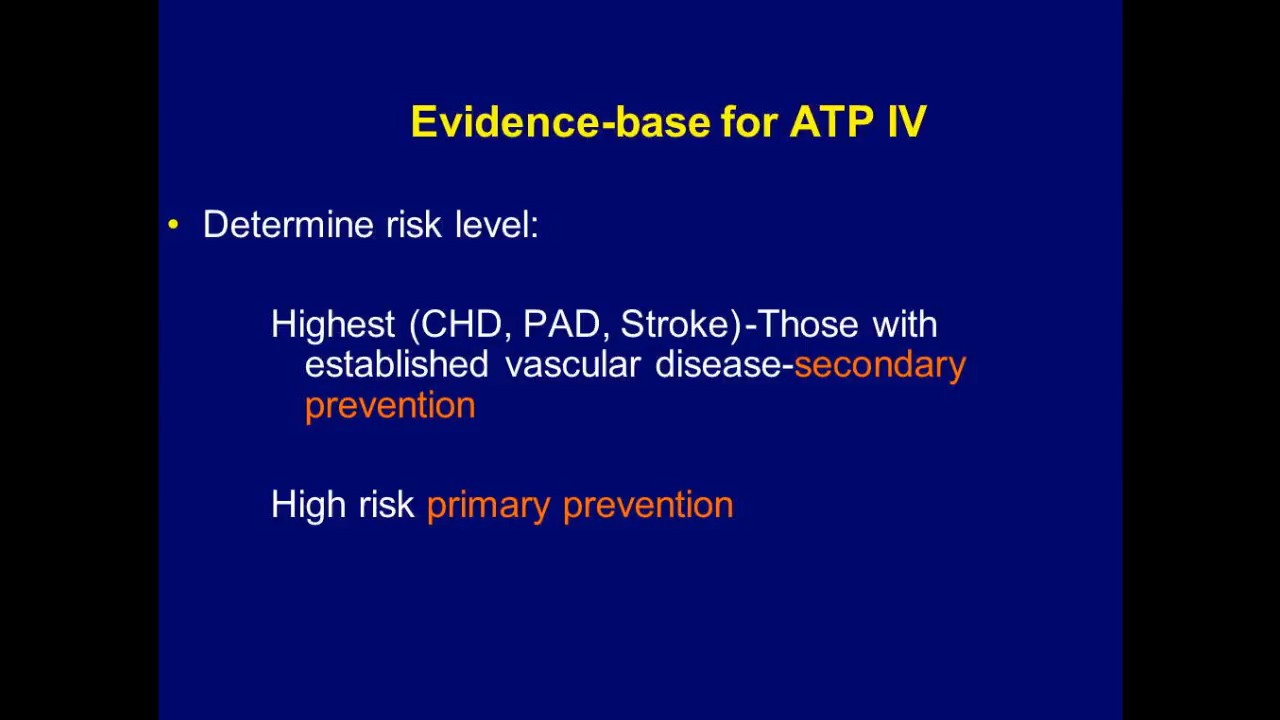 Evidence-base for ATP IV
• Determine risk level:
Highest (CHD, PAD, Stroke)-Those with
established vascular disease-secondary
prevention
High risk primary prevention